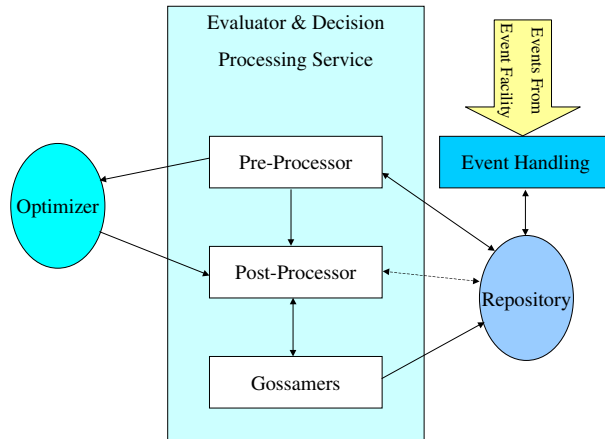 Evaluator & Decision
Processing Service
Events From
Event Facility
Pre-Processor
Event Handling
Optimizer
Post-Processor
Repository
Gossamers